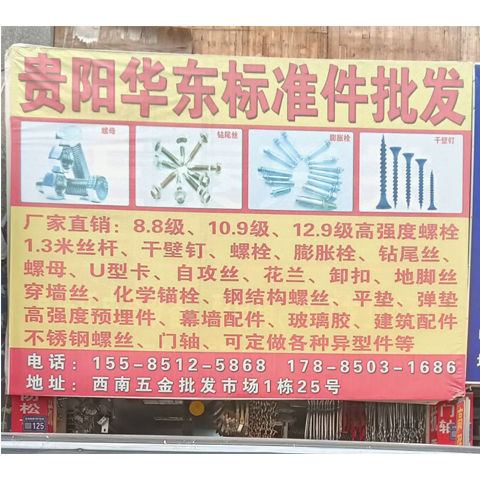 贵阳华东标准件批发
螺母
钻尾丝
膨胀栓
干壁钉
厂家直销：8.8级、10.9级、12.9级高强度螺栓
1.3米丝杆、干壁钉、螺栓、膨胀栓、钻尾丝、
螺母、U型卡、自攻丝、花兰、卸扣、地脚丝
穿墙丝、化学锚栓、钢结构螺丝、平垫、弹垫
高强度预埋件、幕墙配件、玻璃胶、建筑配件
不锈钢螺丝、门轴、可定做各种异型件等
电话：155-8512-5868 178-8503-1686
地址：西南五金批发市场1栋25号
防松
125
门轴